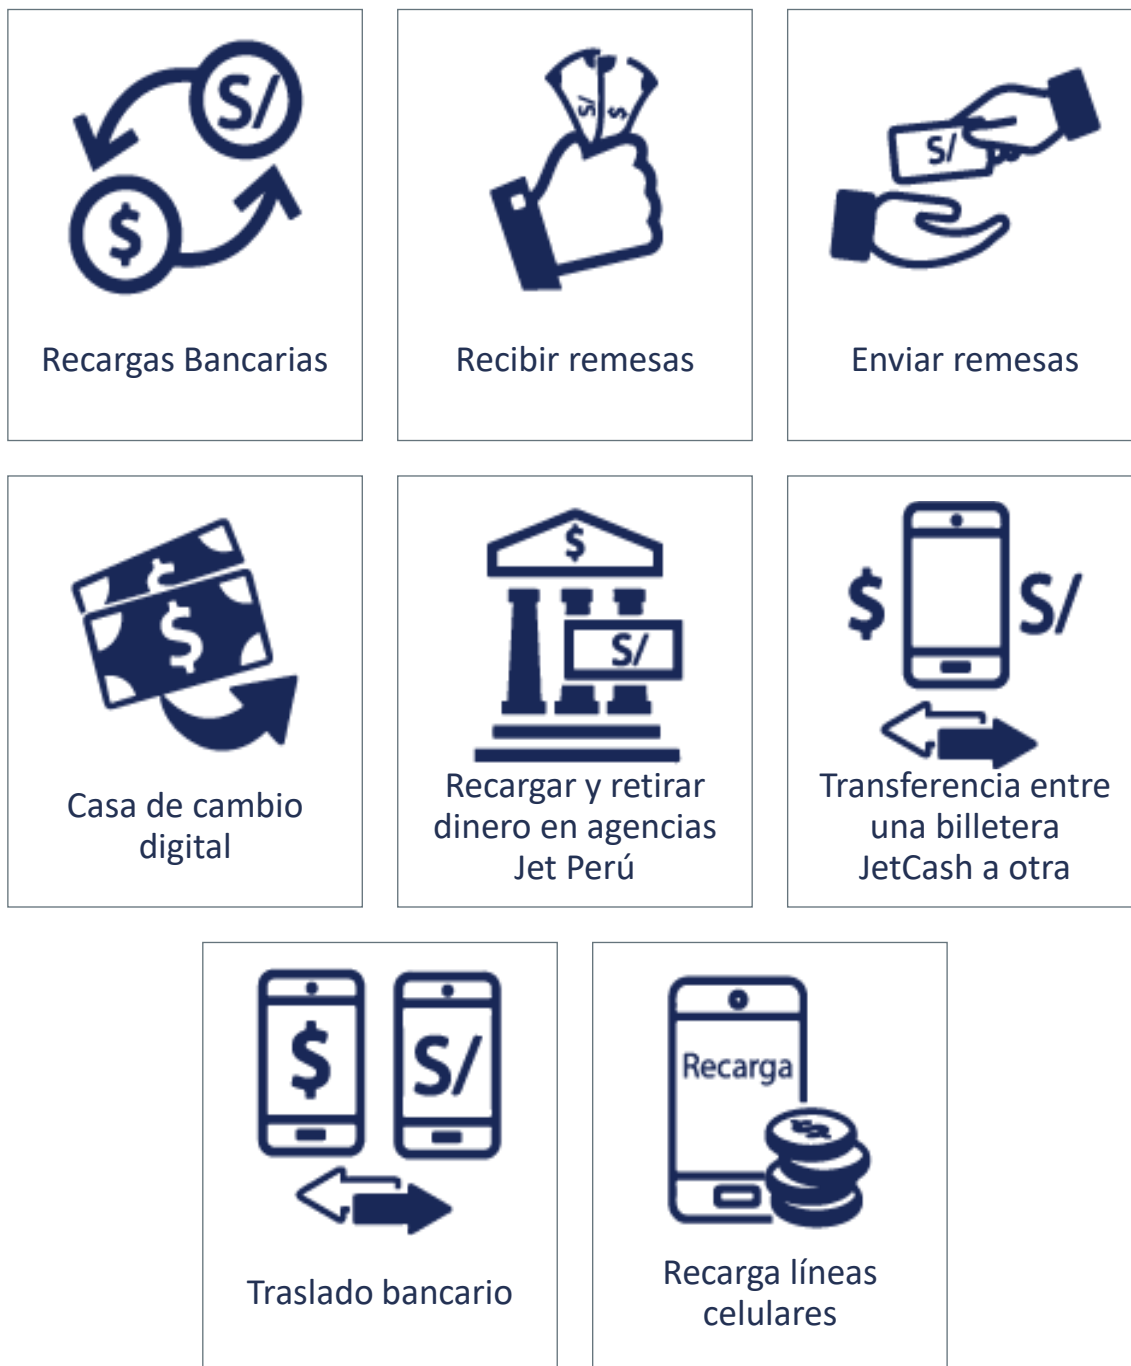 S/
$
Recargas Bancarias
S/ $
Recibir remesas
S/
Enviar remesas
$
$
Casa de cambio
digital
$
S/
Recargar y retirar
dinero en agencias
Jet Perú
$ S/
Transferencia entre
una billetera
JetCash a otra
$ S/
Traslado bancario
Recarga
$
Recarga líneas
celulares